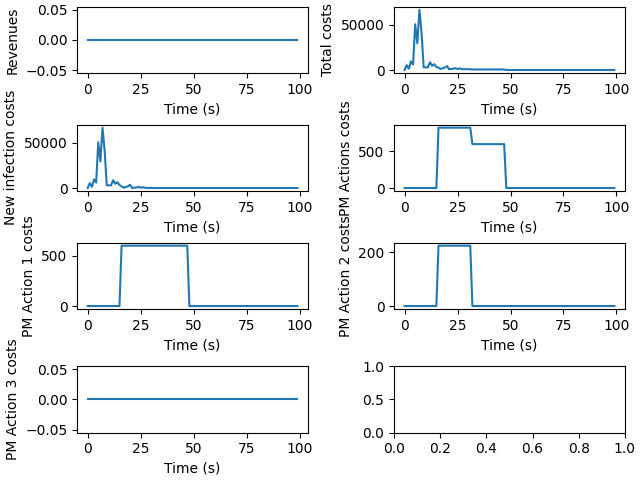 Revenues
0.05
0.00
−0.05
0 25 50 75 100
Time (s)
Total costs
50000
0
0 25 50 75 100
Time (s)
New infection costs
50000
0
0 25 50 75 100
Time (s)
PM Actions costs
500
0
0 25 50 75 100
Time (s)
PM Action 1 costs
500
0
0 25 50 75 100
Time (s)
PM Action 2 costs
200
0
0 25 50 75 100
Time (s)
PM Action 3 costs
0.05
0.00
−0.05
0 25 50 75 100
Time (s)
1.0
0.5
0.0
0.0 0.2 0.4 0.6 0.8 1.0